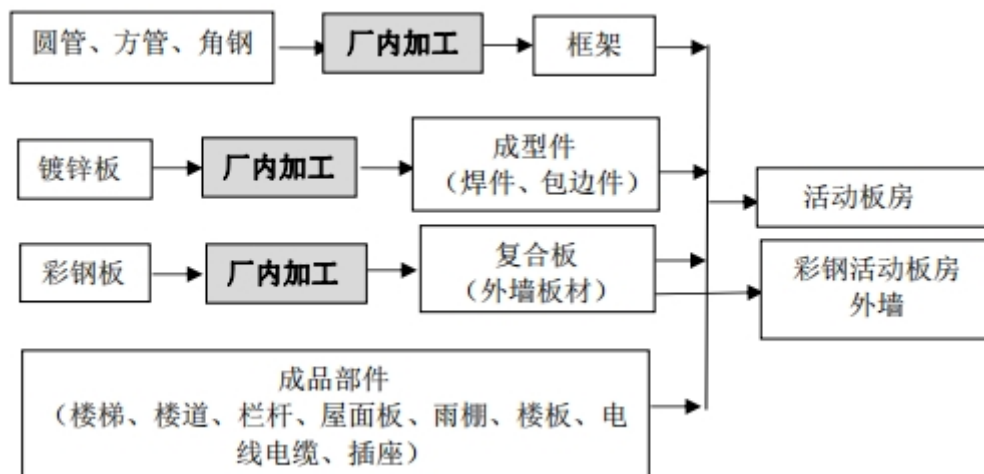 圆管、方管、角钢
厂内加工
框架
镀锌板
厂内加工
成型件
（焊件、包边件）
活动板房
彩钢板
厂内加工
复合板
（外墙板材）
彩钢活动板房
外墙
成品部件
（楼梯、楼道、栏杆、屋面板、雨棚、楼板、电
线电缆、插座）